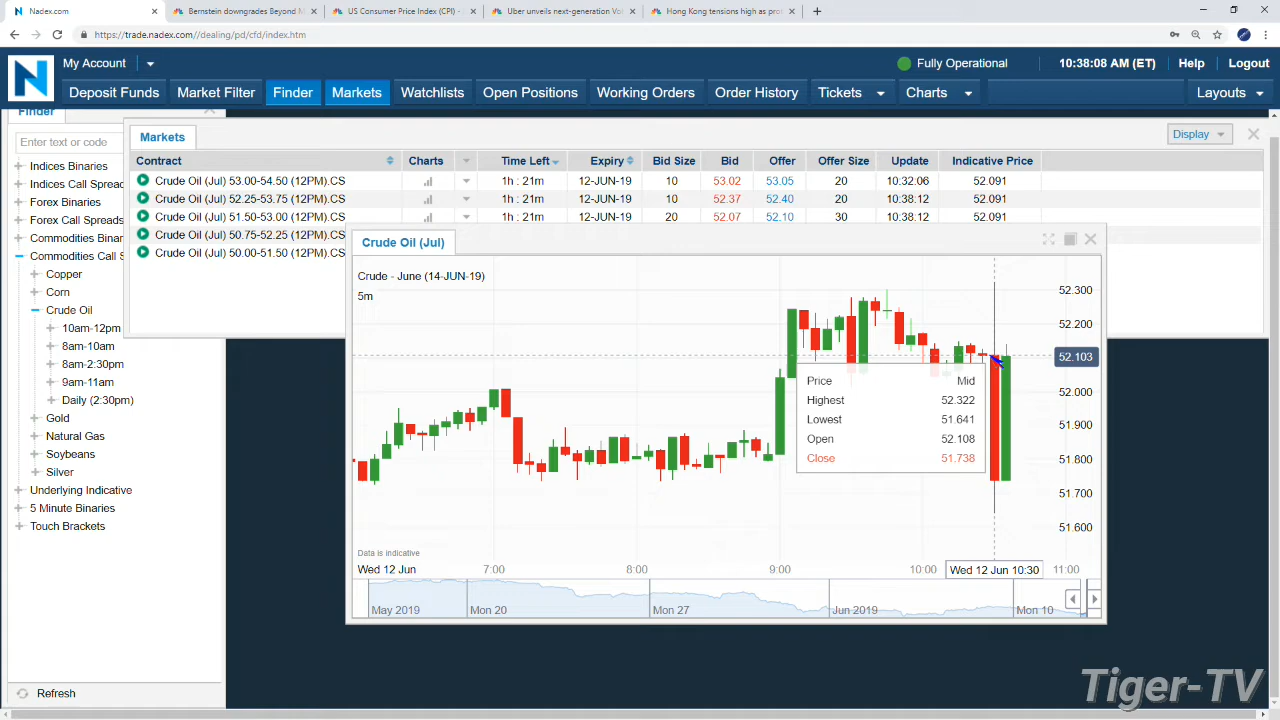 Nadex.com
Bernstein downgrades Beyond M
US Consumer Price Index (CPI) -
Uber unveils next-generation Vol
Hong Kong tensions high as pro
https://trade.nadex.com//dealing/pd/cfd/index.htm
My Account
Fully Operational
10:38:08 AM (ET)
Help
Logout
Deposit Funds
Market Filter
Finder
Markets
Watchlists
Open Positions
Working Orders
Order History
Tickets
Charts
Layouts
Finder
Enter text or code
Indices Binaries
Indices Call Spread
Forex Binaries
Forex Call Spreads
Commodities Binar
Commodities Call S
Copper
Corn
Crude Oil
10am-12pm
8am-10am
8am-2:30pm
9am-11am
Daily (2:30pm)
Gold
Natural Gas
Soybeans
Silver
Underlying Indicative
5 Minute Binaries
Touch Brackets
Refresh
Markets
Display
Contract Charts Time Left Expiry Bid Size Bid Offer Offer Size Update Indicative Price
Crude Oil (Jul) 53.00-54.50 (12PM).CS 1h : 21m 12-JUN-19 10 53.02 53.05 20 10:32.06 52.091
Crude Oil (Jul) 52.25-53.75 (12PM).CS 1h : 21m 12-JUN-19 10 52.37 52.40 20 10:38.12 52.091
Crude Oil (Jul) 51.50-53.00 (12PM).CS 1h : 21m 12-JUN-19 20 52.07 52.10 30 10:38.12 52.091
Crude Oil (Jul) 50.75-52.25 (12PM).CS
Crude Oil (Jul) 50.00-51.50 (12PM).CS
Crude Oil (Jul)
Crude - June (14-JUN-19)
5m
52.300
52.200
52.103
52.000
51.900
51.800
51.700
51.600
Price Mid
Highest 52.322
Lowest 51.641
Open 52.108
Close 51.738
Data is indicative
Wed 12 Jun 7:00 8:00 9:00 10:00 Wed 12 Jun 10:30 11:00
May 2019 Mon 20 Mon 27 Jun 2019 Mon 10
Tiger-TV